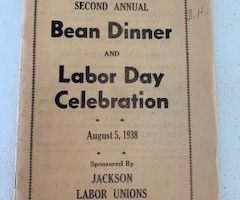 SECOND ANNUAL
Bean Dinner
AND
Labor Day
Celebration
August 5, 1938
Sponsored By
JACKSON
LABOR UNIONS